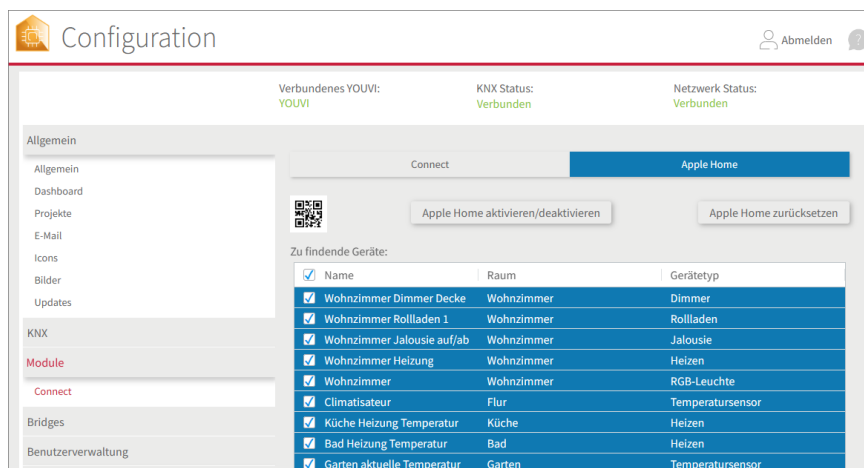 Configuration
Abmelden
?
Verbundenes YOUVI: KNX Status: Netzwerk Status:
YOUVI Verbunden Verbunden
Allgemein
Allgemein
Dashboard
Projekte
E-Mail
Icons
Bilder
Updates
KNX
Module
Connect
Bridges
Benutzerverwaltung
Connect Apple Home
Apple Home aktivieren/deaktivieren Apple Home zurücksetzen
Zu findende Geräte:
Name Raum Gerätetyp
Wohnzimmer Dimmer Decke Wohnzimmer Dimmer
Wohnzimmer Rollladen 1 Wohnzimmer Rollladen
Wohnzimmer Jalousie auf/ab Wohnzimmer Jalousie
Wohnzimmer Heizung Wohnzimmer Heizen
Wohnzimmer Wohnzimmer RGB-Leuchte
Climatisateur Flur Temperatursensor
Küche Heizung Temperatur Küche Heizen
Bad Heizung Temperatur Bad Heizen
Garten aktuelle Temperatur Garten Temperatursensor